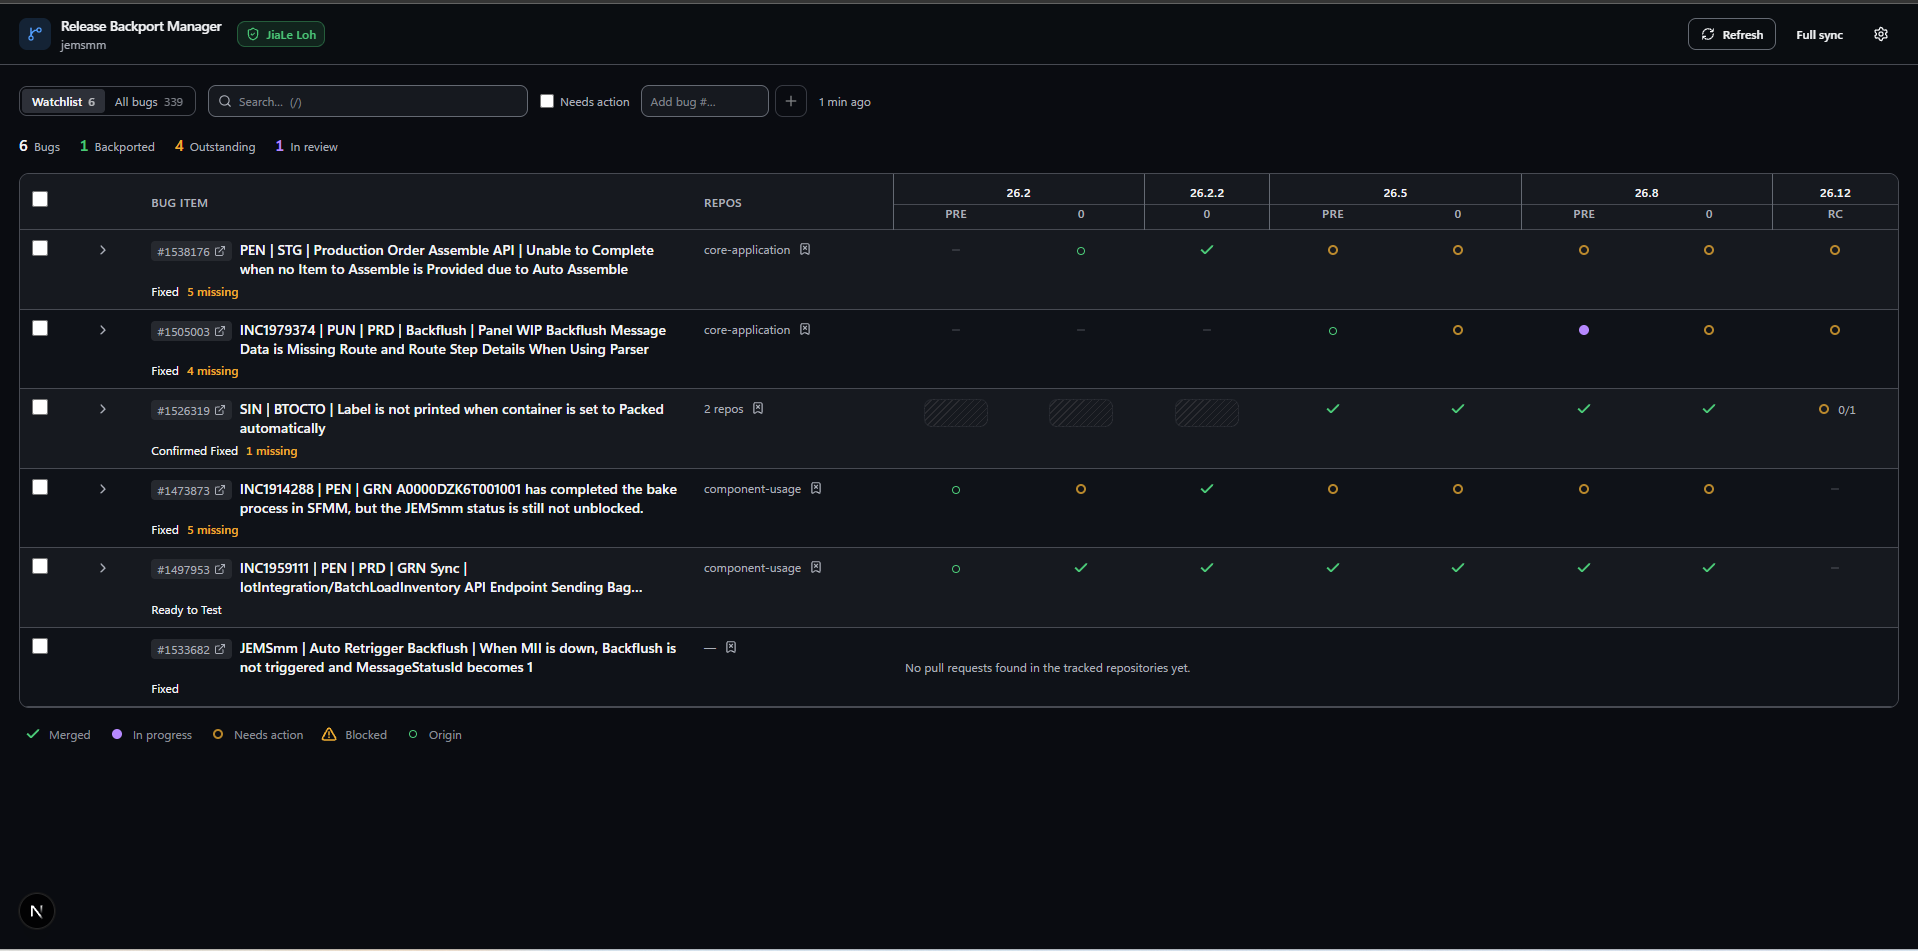 Release Backport Manager
jemsmm
JiaLe Loh
Refresh
Full sync
Watchlist 6
All bugs 339
Search... (/)
Needs action
Add bug #...
1 min ago
6 Bugs
1 Backported
4 Outstanding
1 In review
BUG ITEM
REPOS
26.2
26.2.2
26.5
26.8
26.12
PRE
0
0
PRE
0
PRE
0
RC
#1538176
PEN | STG | Production Order Assemble API | Unable to Complete
when no Item to Assemble is Provided due to Auto Assemble
core-application
Fixed 5 missing
#1505003
INC1979374 | PUN | PRD | Backflush | Panel WIP Backflush Message
Data is Missing Route and Route Step Details When Using Parser
core-application
Fixed 4 missing
#1526319
SIN | BTOCTO | Label is not printed when container is set to Packed
automatically
2 repos
0/1
Confirmed Fixed 1 missing
#1473873
INC1914288 | PEN | GRN A0000DZK6T001001 has completed the bake
process in SFMM, but the JEMSmm status is still not unblocked.
component-usage
Fixed 5 missing
#1497953
INC1959111 | PEN | PRD | GRN Sync |
IotIntegration/BatchLoadInventory API Endpoint Sending Bag...
component-usage
Ready to Test
#1533682
JEMSmm | Auto Retrigger Backflush | When MII is down, Backflush is
not triggered and MessageStatusId becomes 1
—
No pull requests found in the tracked repositories yet.
Fixed
Merged
In progress
Needs action
Blocked
Origin
N